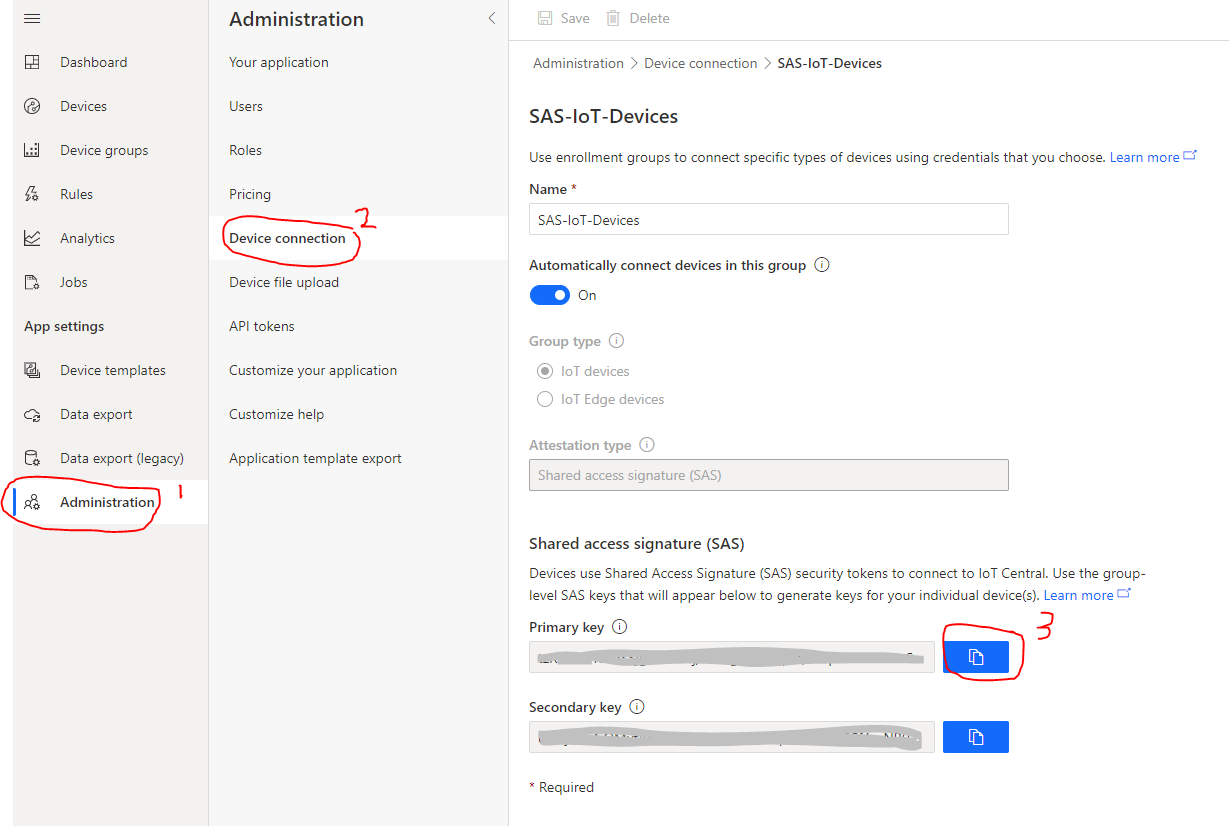 Dashboard
Devices
Device groups
Rules
Analytics
Jobs
App settings
Device templates
Data export
Data export (legacy)
Administration
1
Administration
Your application
Users
Roles
Pricing
Device connection
2
Device file upload
API tokens
Customize your application
Customize help
Application template export
Save Delete
Administration > Device connection > SAS-IoT-Devices
SAS-IoT-Devices
Use enrollment groups to connect specific types of devices using credentials that you choose. Learn more
Name *
SAS-IoT-Devices
Automatically connect devices in this group
On
Group type
IoT devices
IoT Edge devices
Attestation type
Shared access signature (SAS)
Shared access signature (SAS)
Devices use Shared Access Signature (SAS) security tokens to connect to IoT Central. Use the group-
level SAS keys that will appear below to generate keys for your individual device(s). Learn more
Primary key
3
Secondary key
* Required